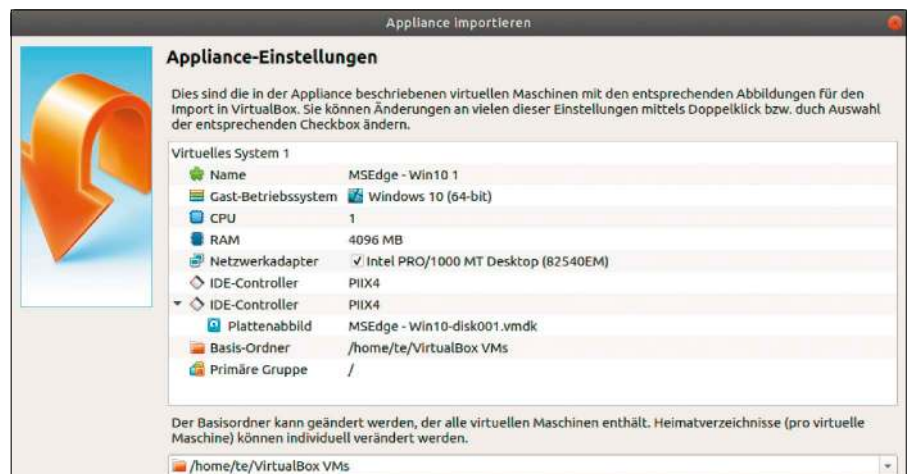 Appliance importieren
Appliance-Einstellungen
Dies sind die in der Appliance beschriebenen virtuellen Maschinen mit den entsprechenden Abbildungen für den
Import in VirtualBox. Sie können Änderungen an vielen dieser Einstellungen mittels Doppelklick bzw. duch Auswahl
der entsprechenden Checkbox ändern.
Virtuelles System 1
Name MSEdge - Win10 1
Gast-Betriebssystem Windows 10 (64-bit)
CPU 1
RAM 4096 MB
Netzwerkadapter Intel PRO/1000 MT Desktop (82540EM)
IDE-Controller PIIX4
IDE-Controller PIIX4
Plattenabbild MSEdge - Win10-disk001.vmdk
Basis-Ordner /home/te/VirtualBox VMs
Primäre Gruppe /
Der Basisordner kann geändert werden, der alle virtuellen Maschinen enthält. Heimatverzeichnisse (pro virtuelle
Maschine) können individuell verändert werden.
/home/te/VirtualBox VMs